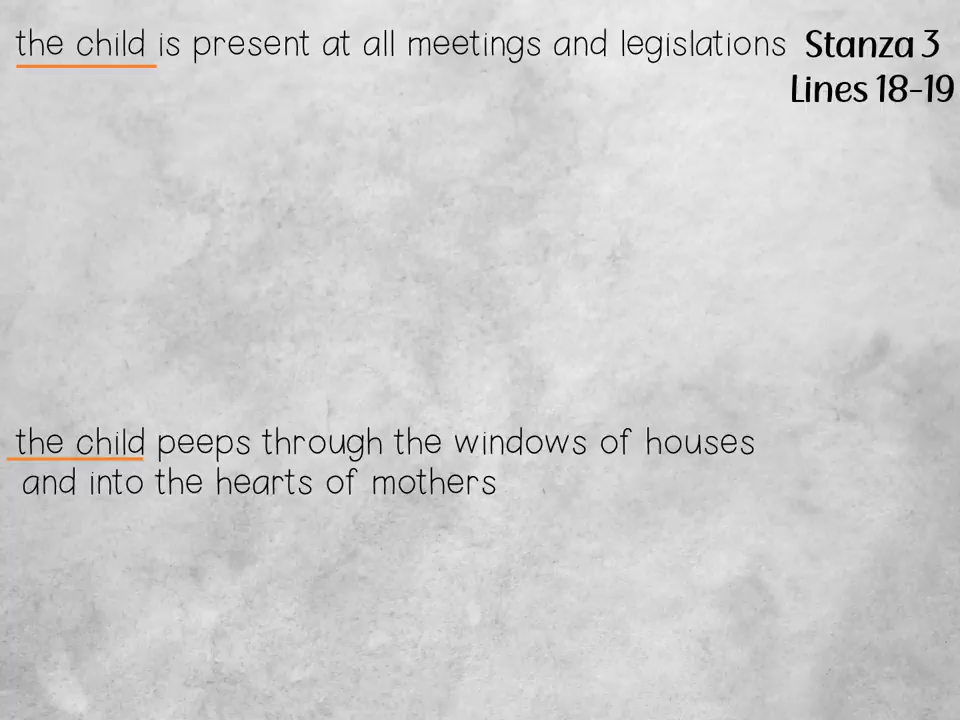 the child is present at all meetings and legislations
Stanza 3
Lines 18-19
the child peeps through the windows of houses
and into the hearts of mothers